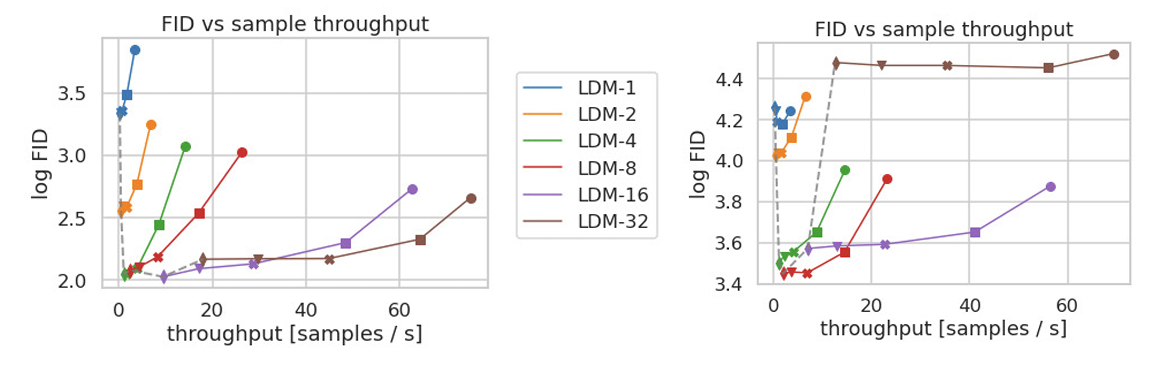 FID vs sample throughput
log FID
3.5
3.0
2.5
2.0
0
20
40
60
throughput [samples / s]
LDM-1
LDM-2
LDM-4
LDM-8
LDM-16
LDM-32
FID vs sample throughput
log FID
4.4
4.2
4.0
3.8
3.6
3.4
0
20
40
60
throughput [samples / s]